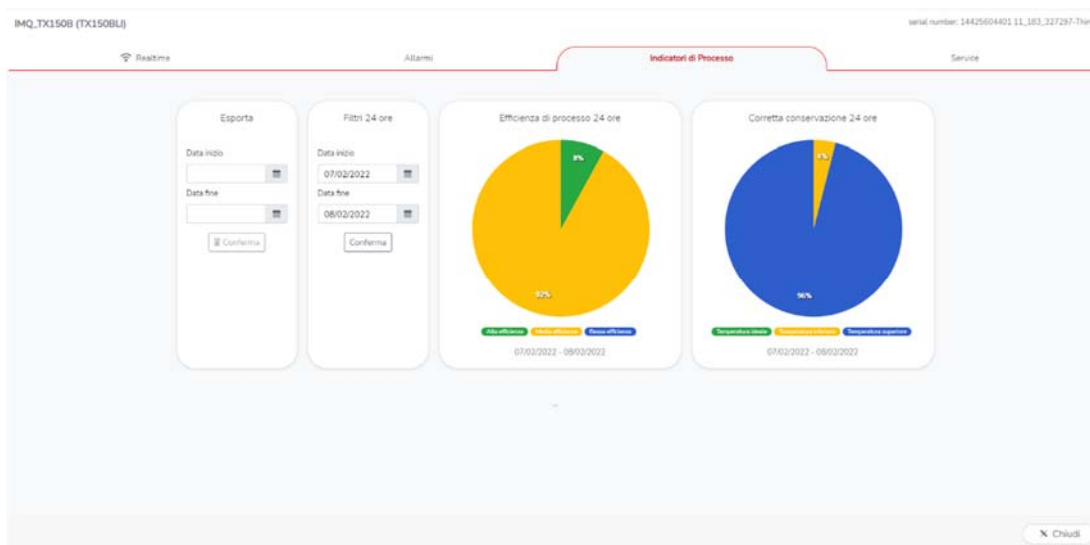 IMQ_TX150B (TX150BLI)
serial number: 14425604401 11_183_327297-Thin
Realtime
Allarmi
Indicatori di Processo
Service
Esporta
Data inizio
Data fine
Conferma
Filtri 24 ore
Data inizio
07/02/2022
Data fine
08/02/2022
Conferma
Efficienza di processo 24 ore
8%
92%
Alta efficienza
Media efficienza
Bassa efficienza
07/02/2022 - 08/02/2022
Corretta conservazione 24 ore
4%
96%
Temperatura ideale
Temperatura inferiore
Temperatura superiore
07/02/2022 - 08/02/2022
Chiudi